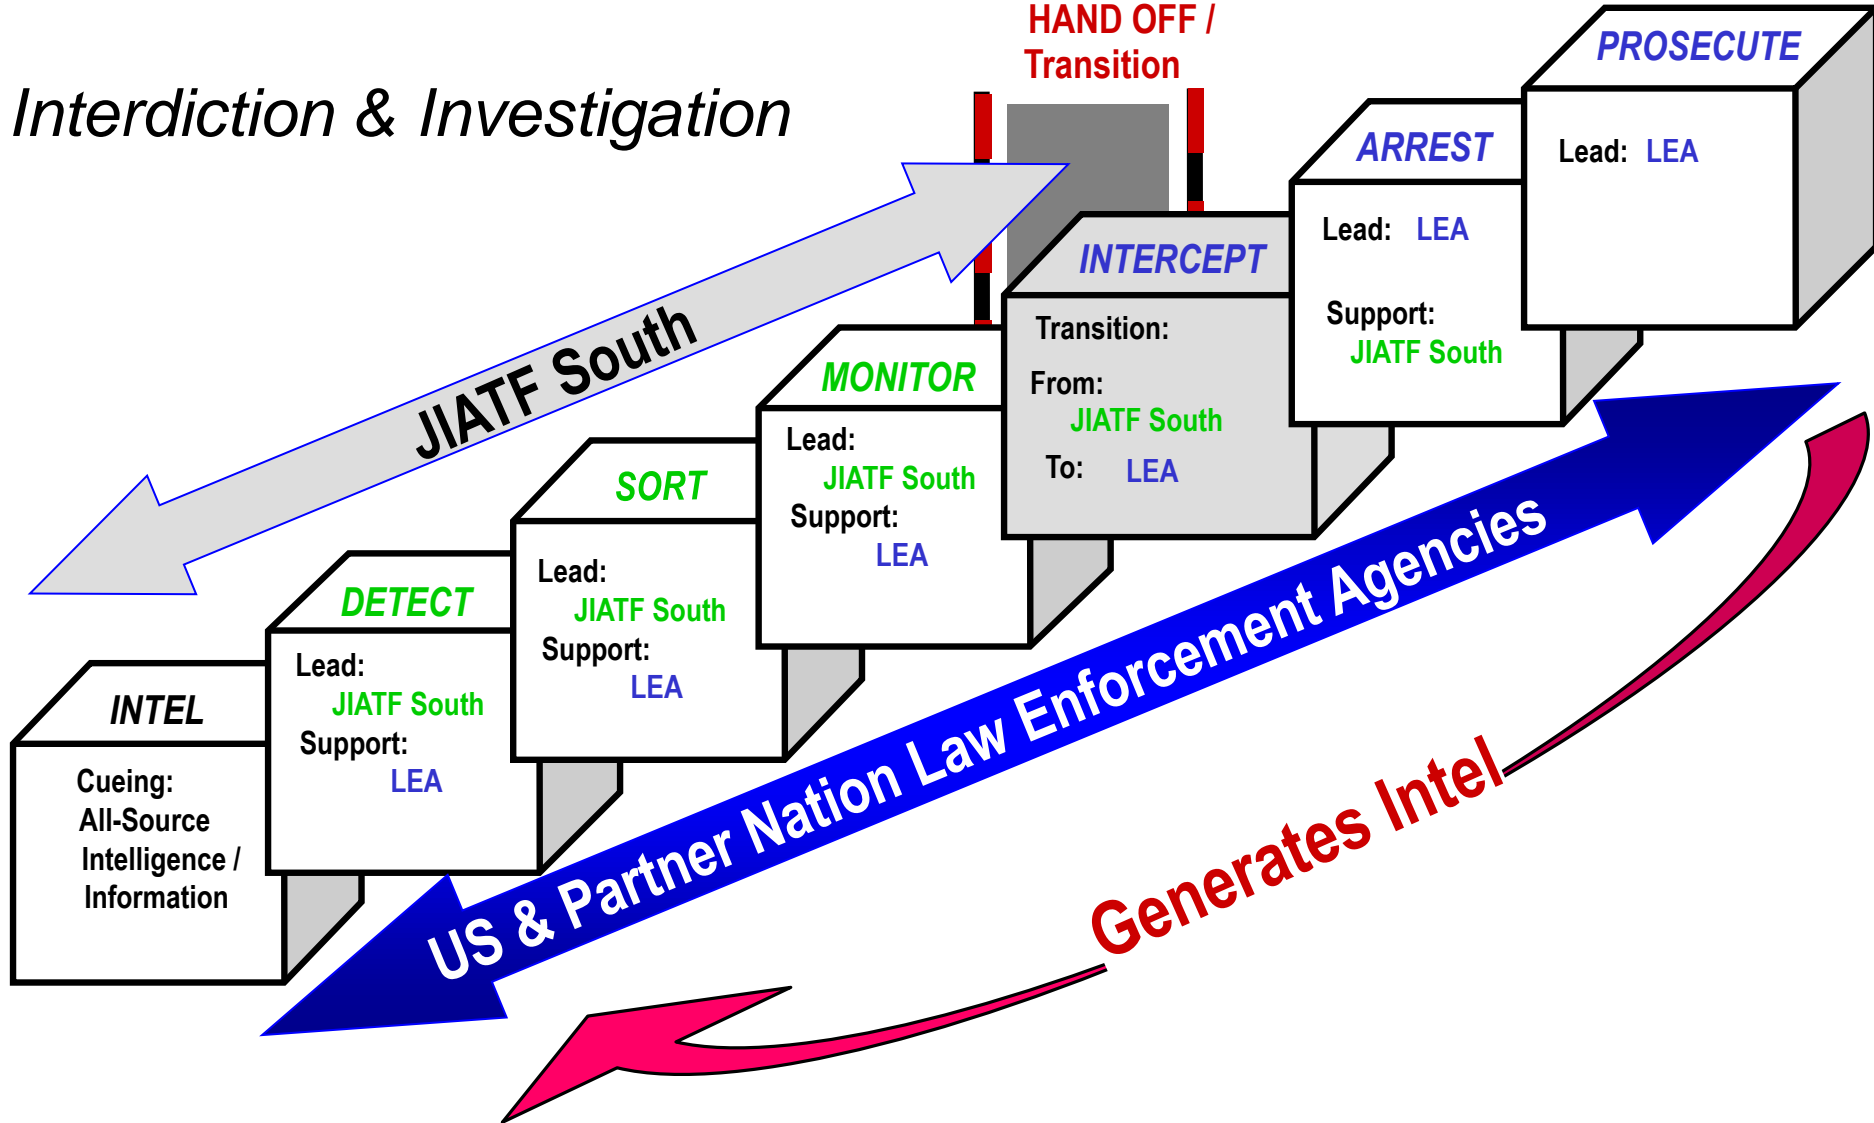 Interdiction & Investigation
HAND OFF /
Transition
JIATF South
INTEL
Cueing:
All-Source
Intelligence /
Information
DETECT
Lead:
JIATF South
Support:
LEA
SORT
Lead:
JIATF South
Support:
LEA
MONITOR
Lead:
JIATF South
Support:
LEA
INTERCEPT
Transition:
From:
JIATF South
To: LEA
ARREST
Lead: LEA
Support:
JIATF South
PROSECUTE
Lead: LEA
US & Partner Nation Law Enforcement Agencies
Generates Intel